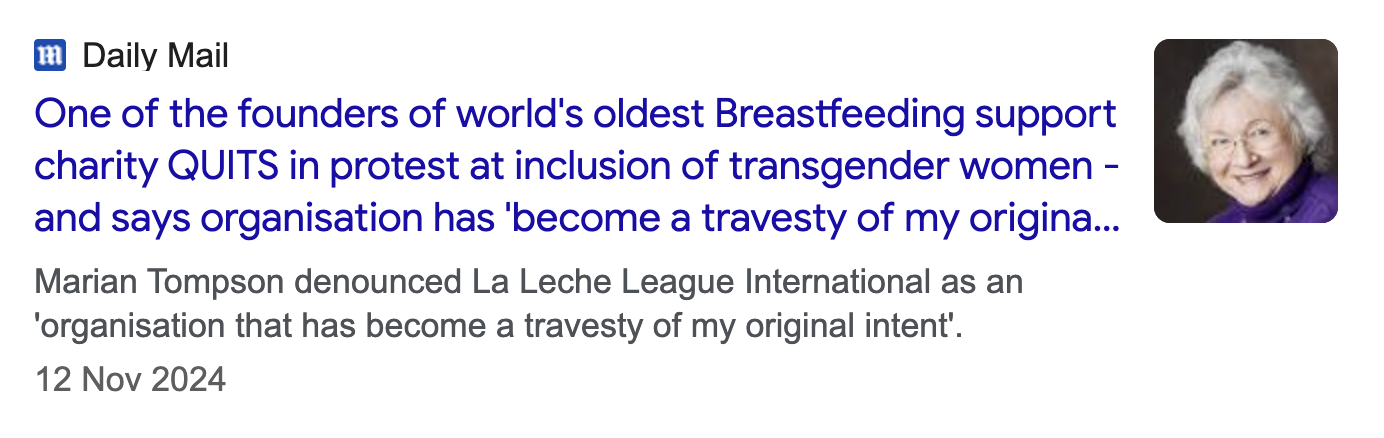 Daily Mail
One of the founders of world's oldest Breastfeeding support
charity QUITS in protest at inclusion of transgender women -
and says organisation has 'become a travesty of my origina...
Marian Tompson denounced La Leche League International as an
'organisation that has become a travesty of my original intent'.
12 Nov 2024